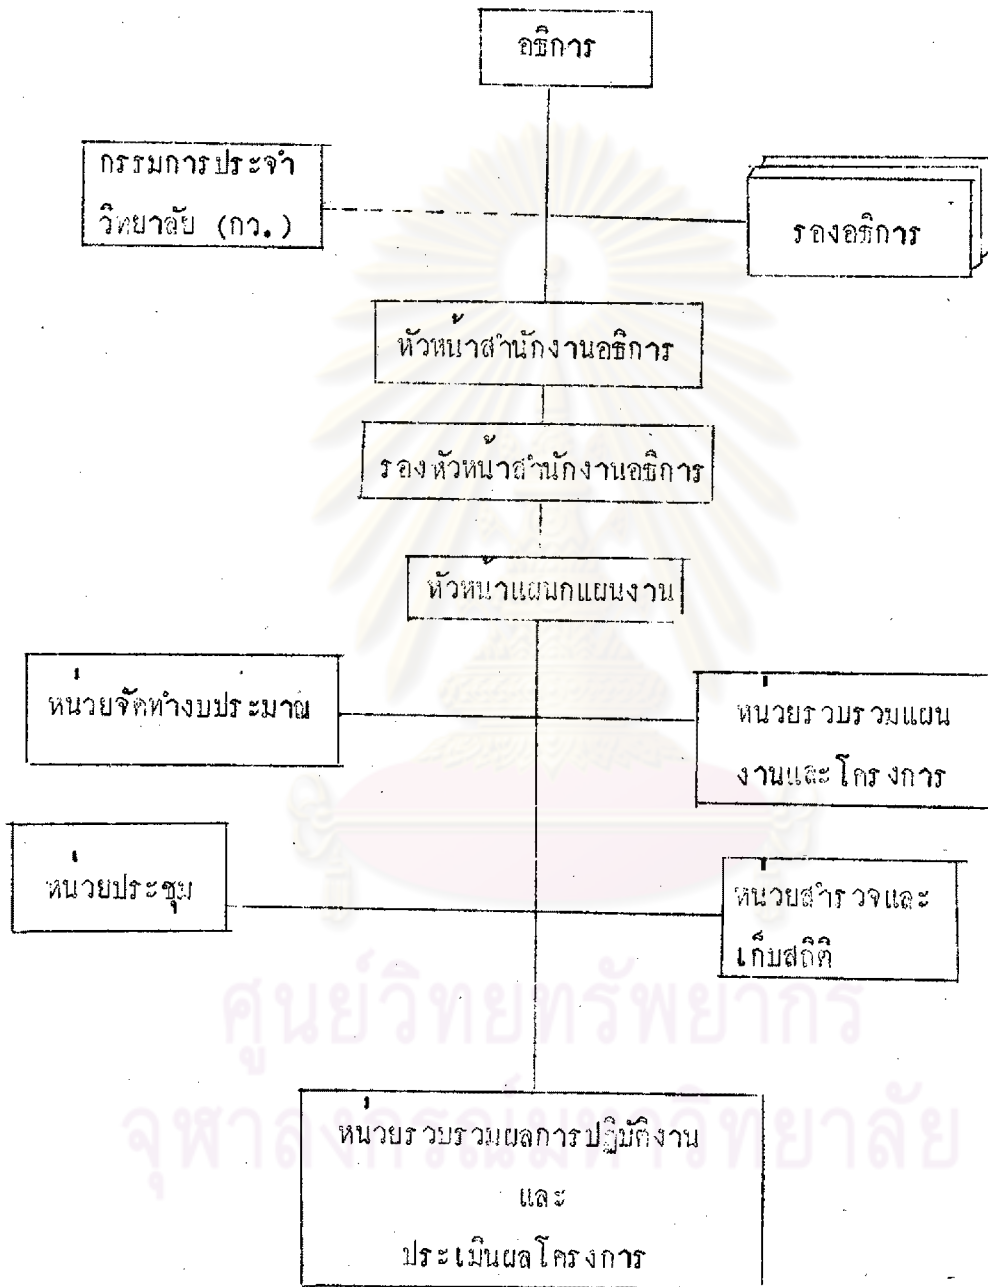 อธิการ
กรรมการประจำ
วิทยาลัย (กว.)
รองอธิการ
หัวหน้าสำนักงานอธิการ
รองหัวหน้าสำนักงานอธิการ
หัวหน้าแผนกแผนงาน
หน่วยจัดทำงบประมาณ
หน่วยรวบรวมแผน
งานและโครงการ
หน่วยประชุม
หน่วยสำรวจและ
เก็บสถิติ
ศูนย์วิทยทรัพยากร
จุฬาลงกรณ์มหาวิทยาลัย
หน่วยรวบรวมผลการปฏิบัติงาน
และ
ประเมินผลโครงการ